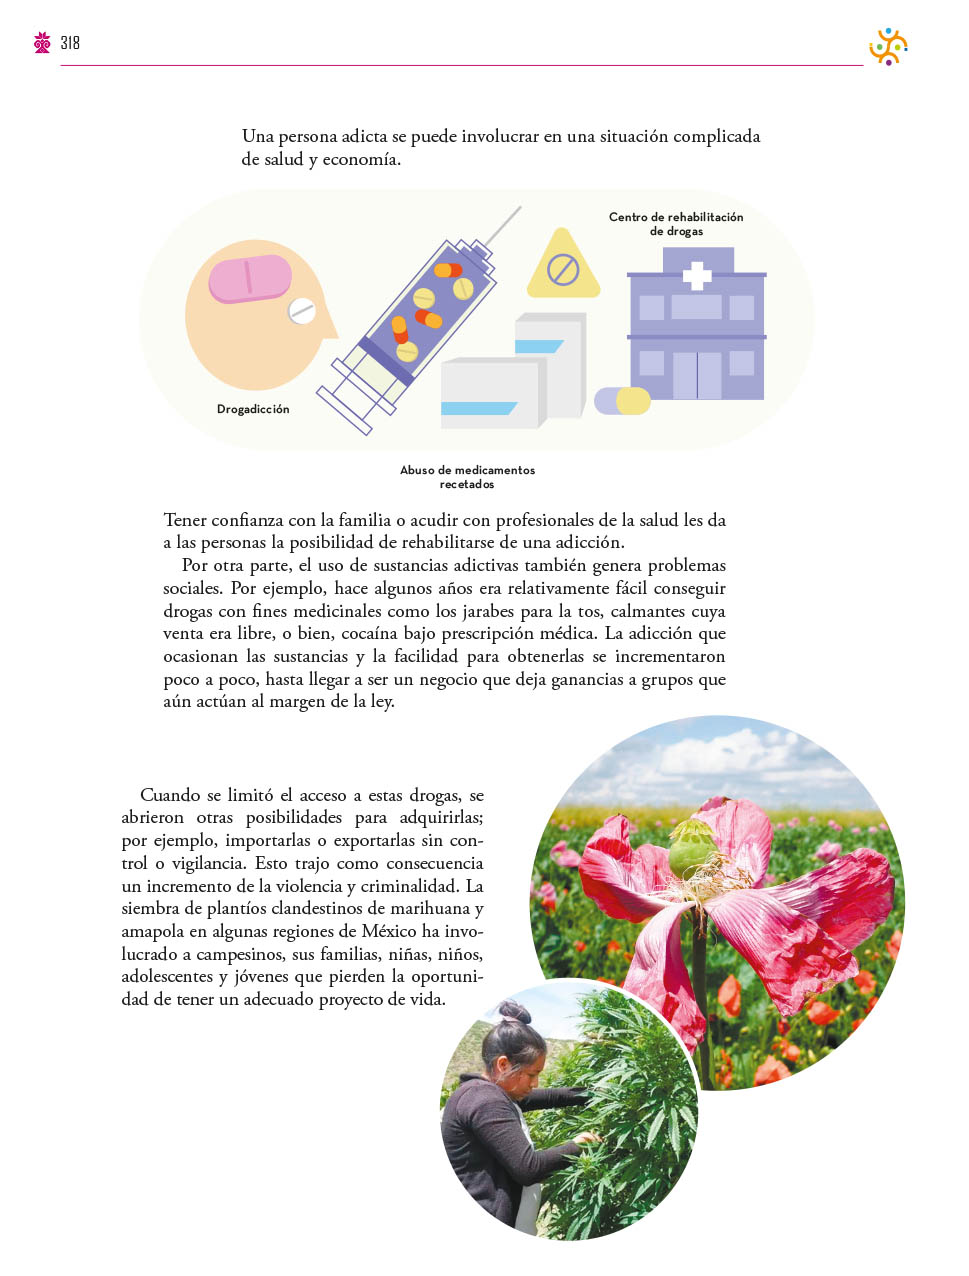 318
Una persona adicta se puede involucrar en una situación complicada
de salud y economía.
Centro de rehabilitación
de drogas
Drogadicción
Abuso de medicamentos
recetados
Tener confianza con la familia o acudir con profesionales de la salud les da
a las personas la posibilidad de rehabilitarse de una adicción.
Por otra parte, el uso de sustancias adictivas también genera problemas
sociales. Por ejemplo, hace algunos años era relativamente fácil conseguir
drogas con fines medicinales como los jarabes para la tos, calmantes cuya
venta era libre, o bien, cocaína bajo prescripción médica. La adicción que
ocasionan las sustancias y la facilidad para obtenerlas se incrementaron
poco a poco, hasta llegar a ser un negocio que deja ganancias a grupos que
aún actúan al margen de la ley.
Cuando se limitó el acceso a estas drogas, se
abrieron otras posibilidades para adquirirlas;
por ejemplo, importarlas o exportarlas sin con-
trol o vigilancia. Esto trajo como consecuencia
un incremento de la violencia y criminalidad. La
siembra de plantíos clandestinos de marihuana y
amapola en algunas regiones de México ha invo-
lucrado a campesinos, sus familias, niñas, niños,
adolescentes y jóvenes que pierden la oportuni-
dad de tener un adecuado proyecto de vida.